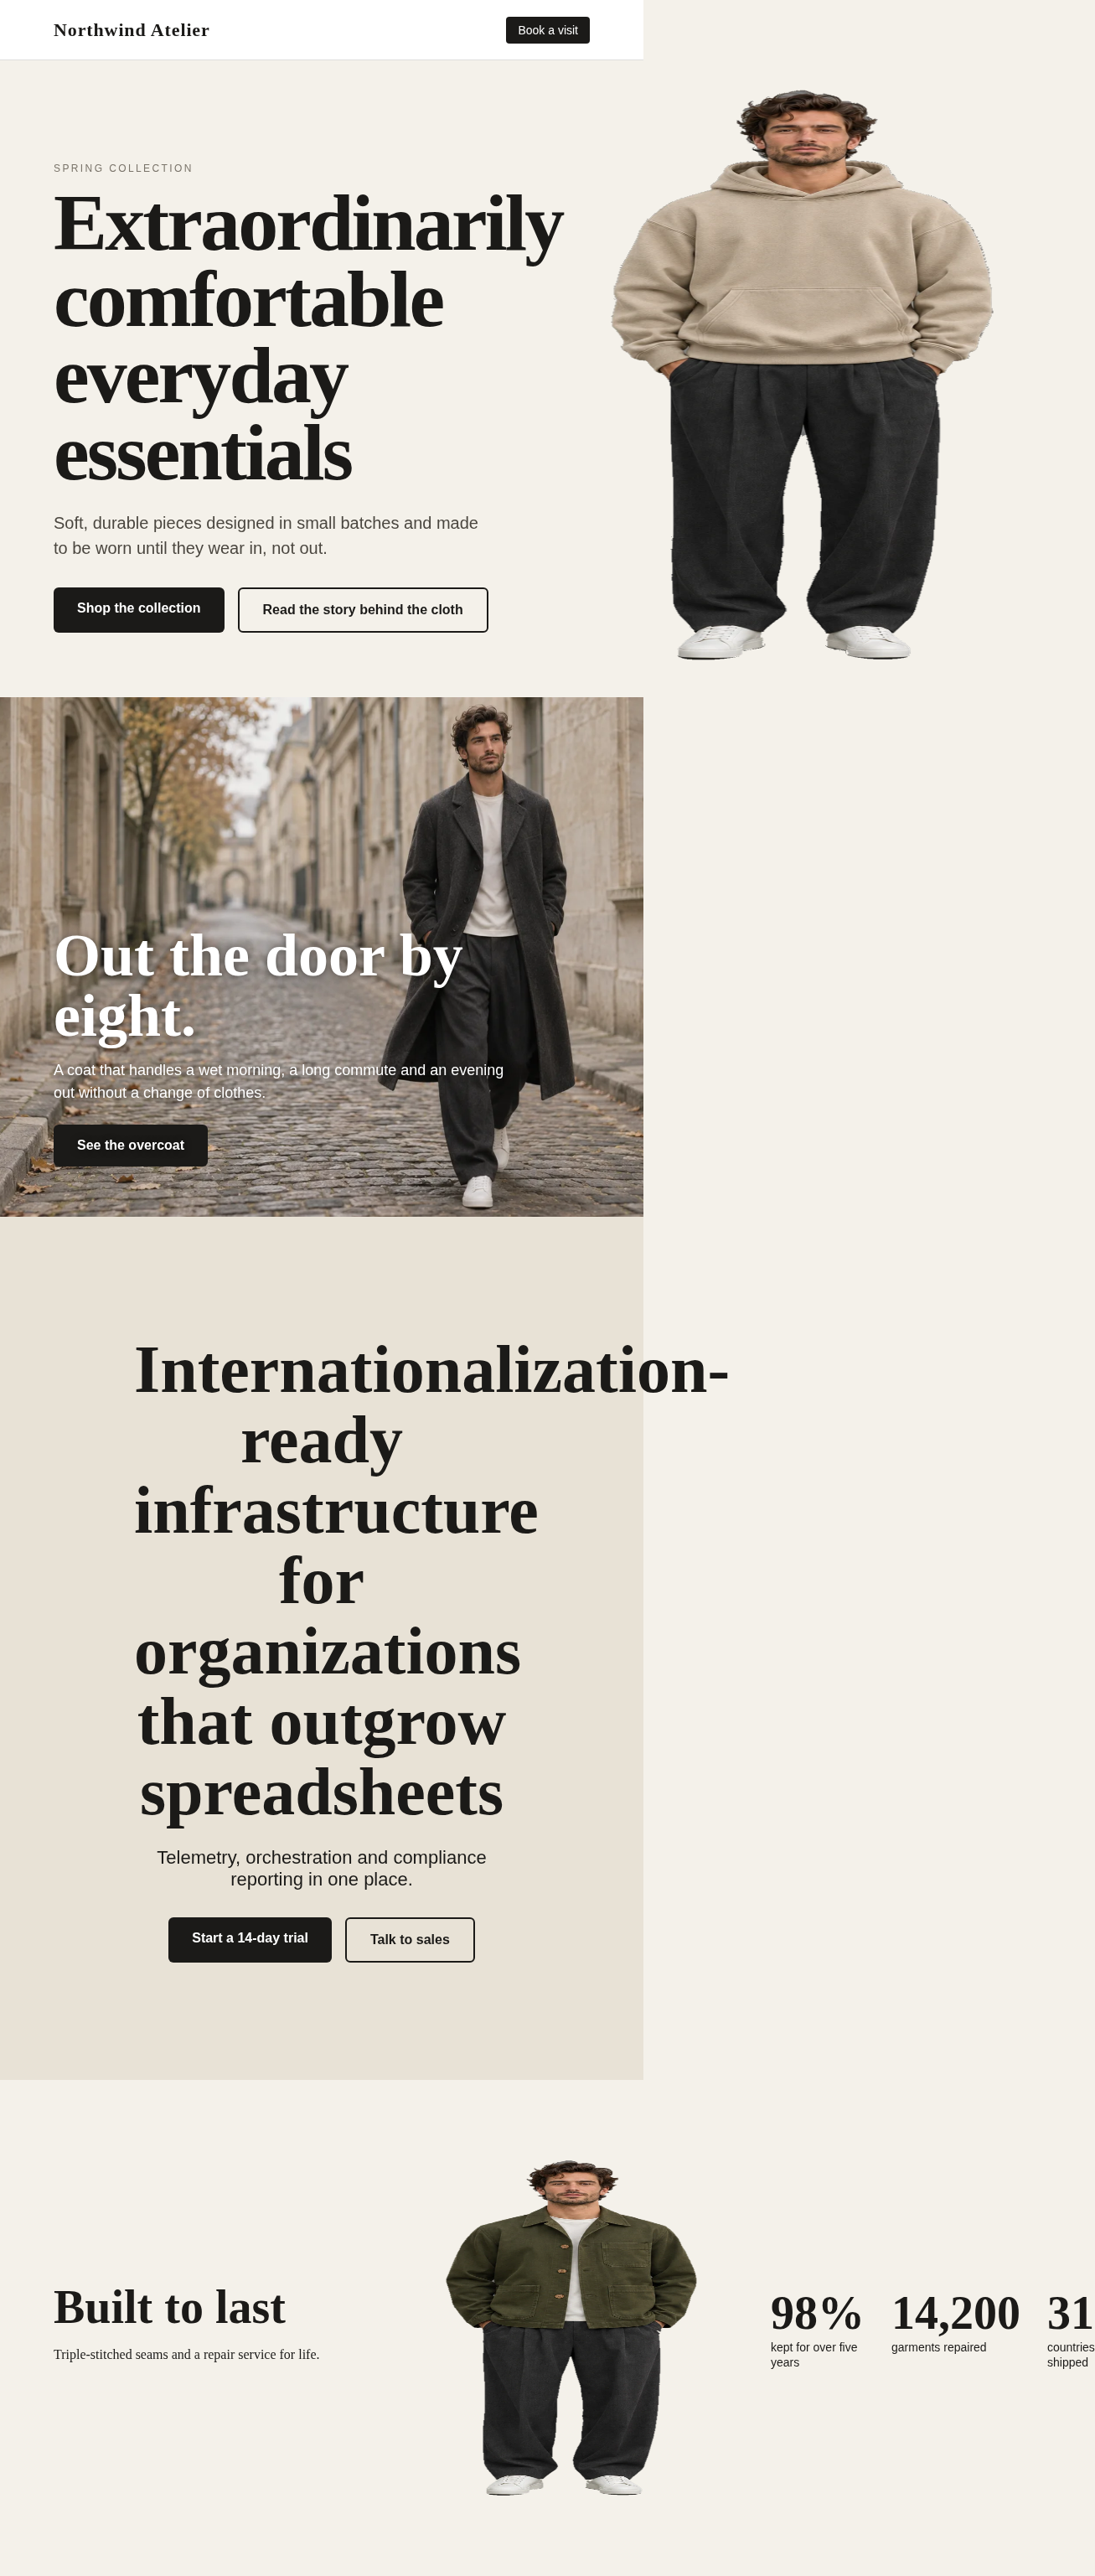 Northwind Atelier
Book a visit
SPRING COLLECTION
Extraordinarily
comfortable
everyday
essentials
Soft, durable pieces designed in small batches and made
to be worn until they wear in, not out.
Shop the collection
Read the story behind the cloth
Out the door by
eight.
A coat that handles a wet morning, a long commute and an evening
out without a change of clothes.
See the overcoat
Internationalization-
ready
infrastructure
for
organizations
that outgrow
spreadsheets
Telemetry, orchestration and compliance
reporting in one place.
Start a 14-day trial
Talk to sales
Built to last
Triple-stitched seams and a repair service for life.
98%
kept for over five
years
14,200
garments repaired
31
countries
shipped